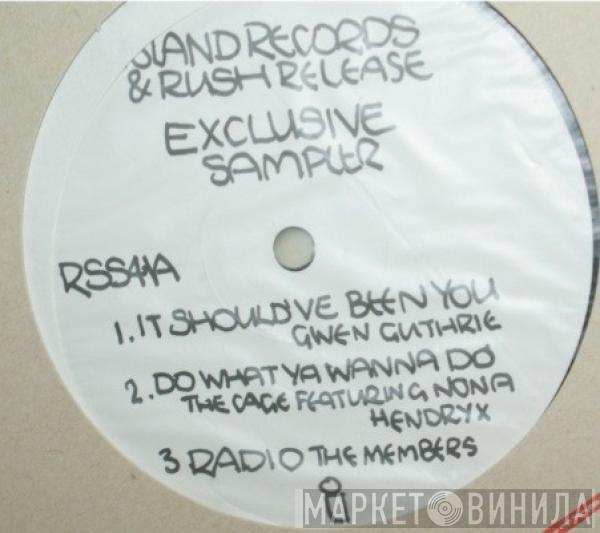 ISLAND RECORDS
& RUSH RELEASE
EXCLUSIVE
SAMPLER
RSS44A
1. IT SHOULD'VE BEEN YOU
GWEN GUTHRIE
2. DO WHAT YA WANNA DO
THE CAGE FEATURING NONA
HENDRYX
3 RADIO THE MEMBERS
МАРКЕТ ВИНИЛА